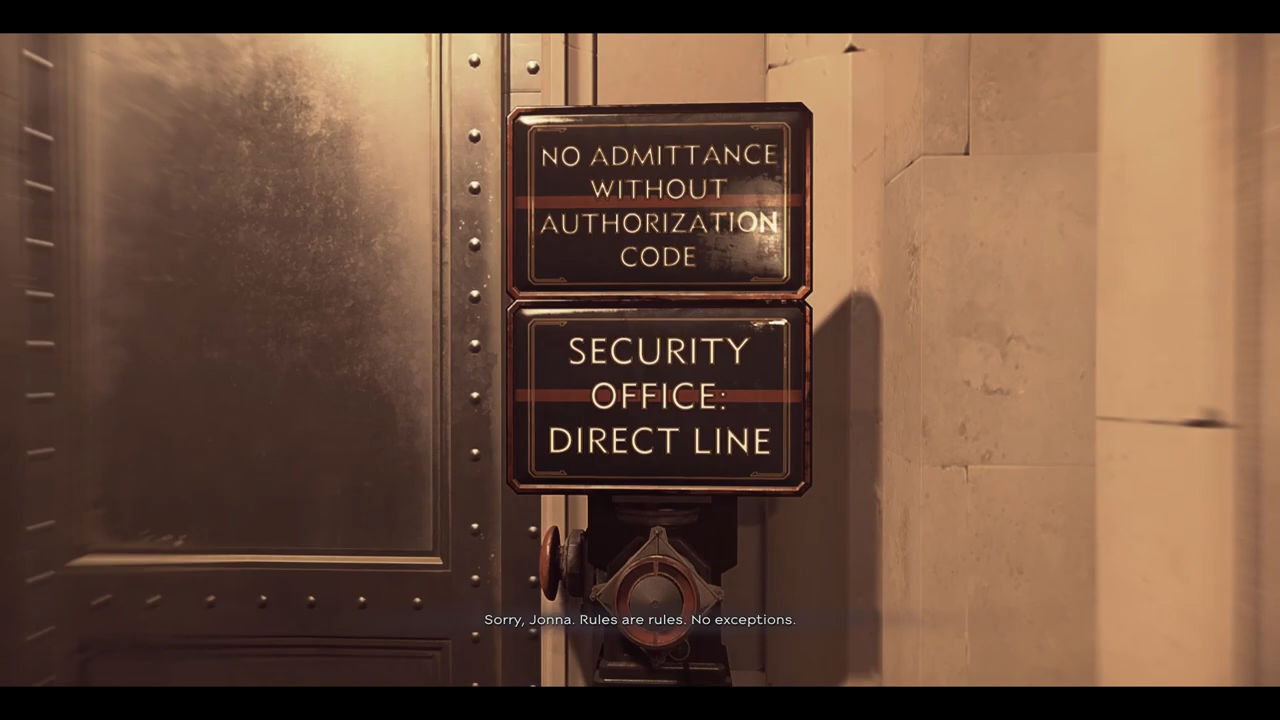 NO ADMITTANCE
WITHOUT
AUTHORIZATION
CODE
SECURITY
OFFICE:
DIRECT LINE
Sorry, Jonna. Rules are rules. No exceptions.